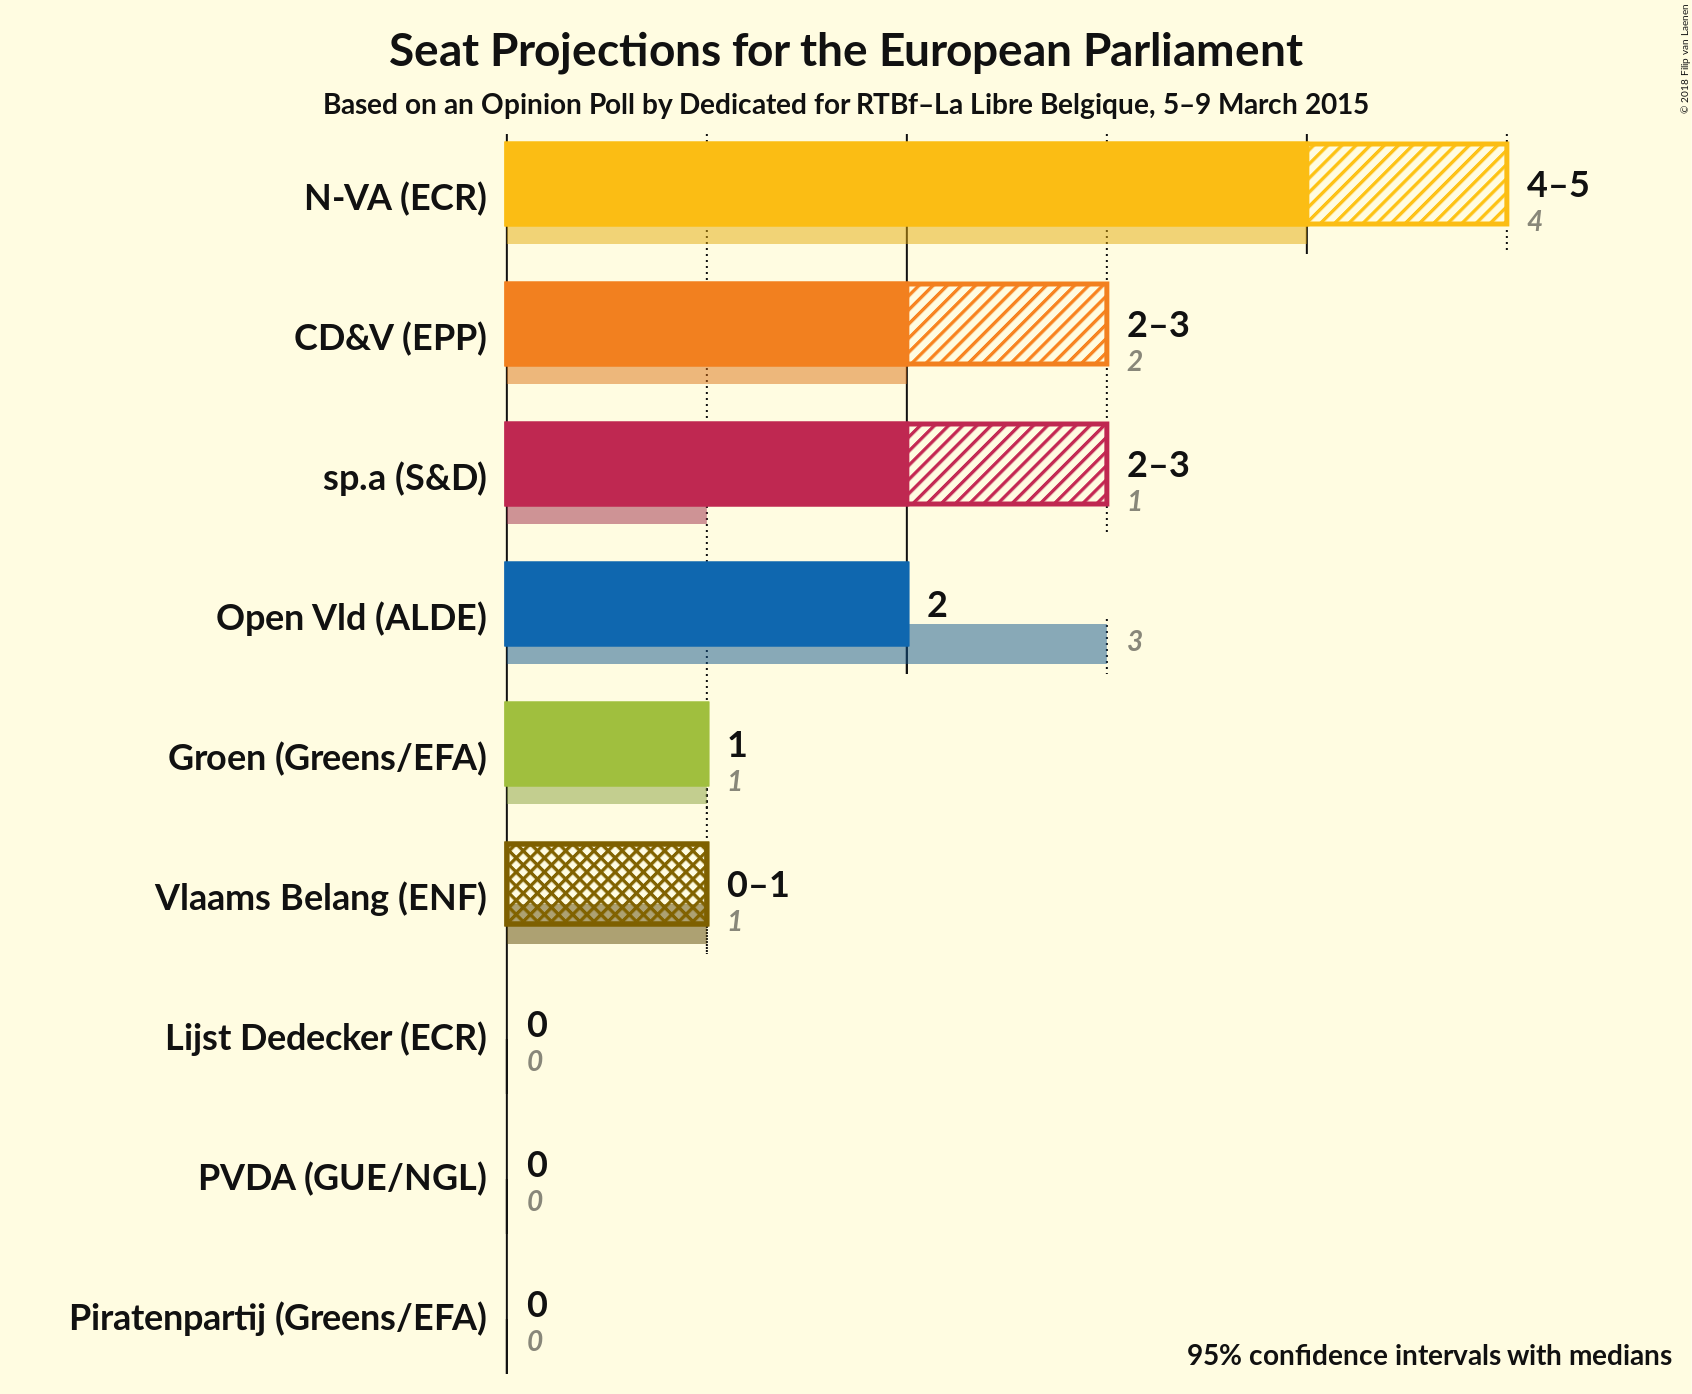 Seat Projections for the European Parliament
Based on an Opinion Poll by Dedicated for RTBf–La Libre Belgique, 5–9 March 2015
© 2018 Filip van Laenen
N-VA (ECR)
4–5
4
CD&V (EPP)
2–3
2
sp.a (S&D)
2–3
1
Open Vld (ALDE)
2
3
Groen (Greens/EFA)
1
1
Vlaams Belang (ENF)
0–1
1
Lijst Dedecker (ECR)
0
0
PVDA (GUE/NGL)
0
0
Piratenpartij (Greens/EFA)
0
0
95% confidence intervals with medians